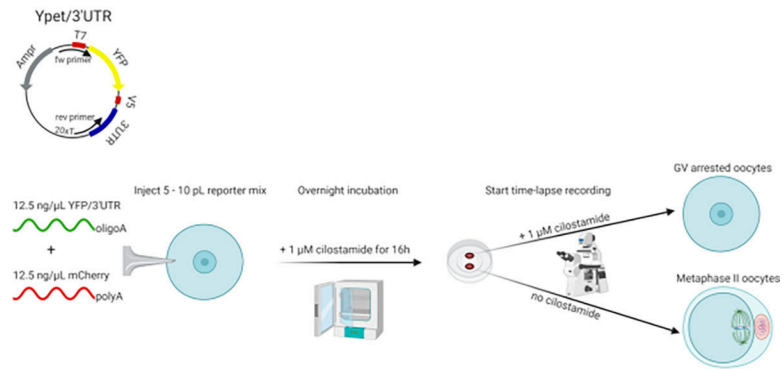 Ypet/3'UTR
T7
Ampr
fw primer
YFP
V5
rev primer
20xT
3'UTR
Inject 5 - 10 pL reporter mix
Overnight incubation
Start time-lapse recording
GV arrested oocytes
12.5 ng/µL YFP/3'UTR
oligoA
+
12.5 ng/µL mCherry
polyA
+ 1 µM cilostamide for 16h
+ 1 µM cilostamide
no cilostamide
Metaphase II oocytes